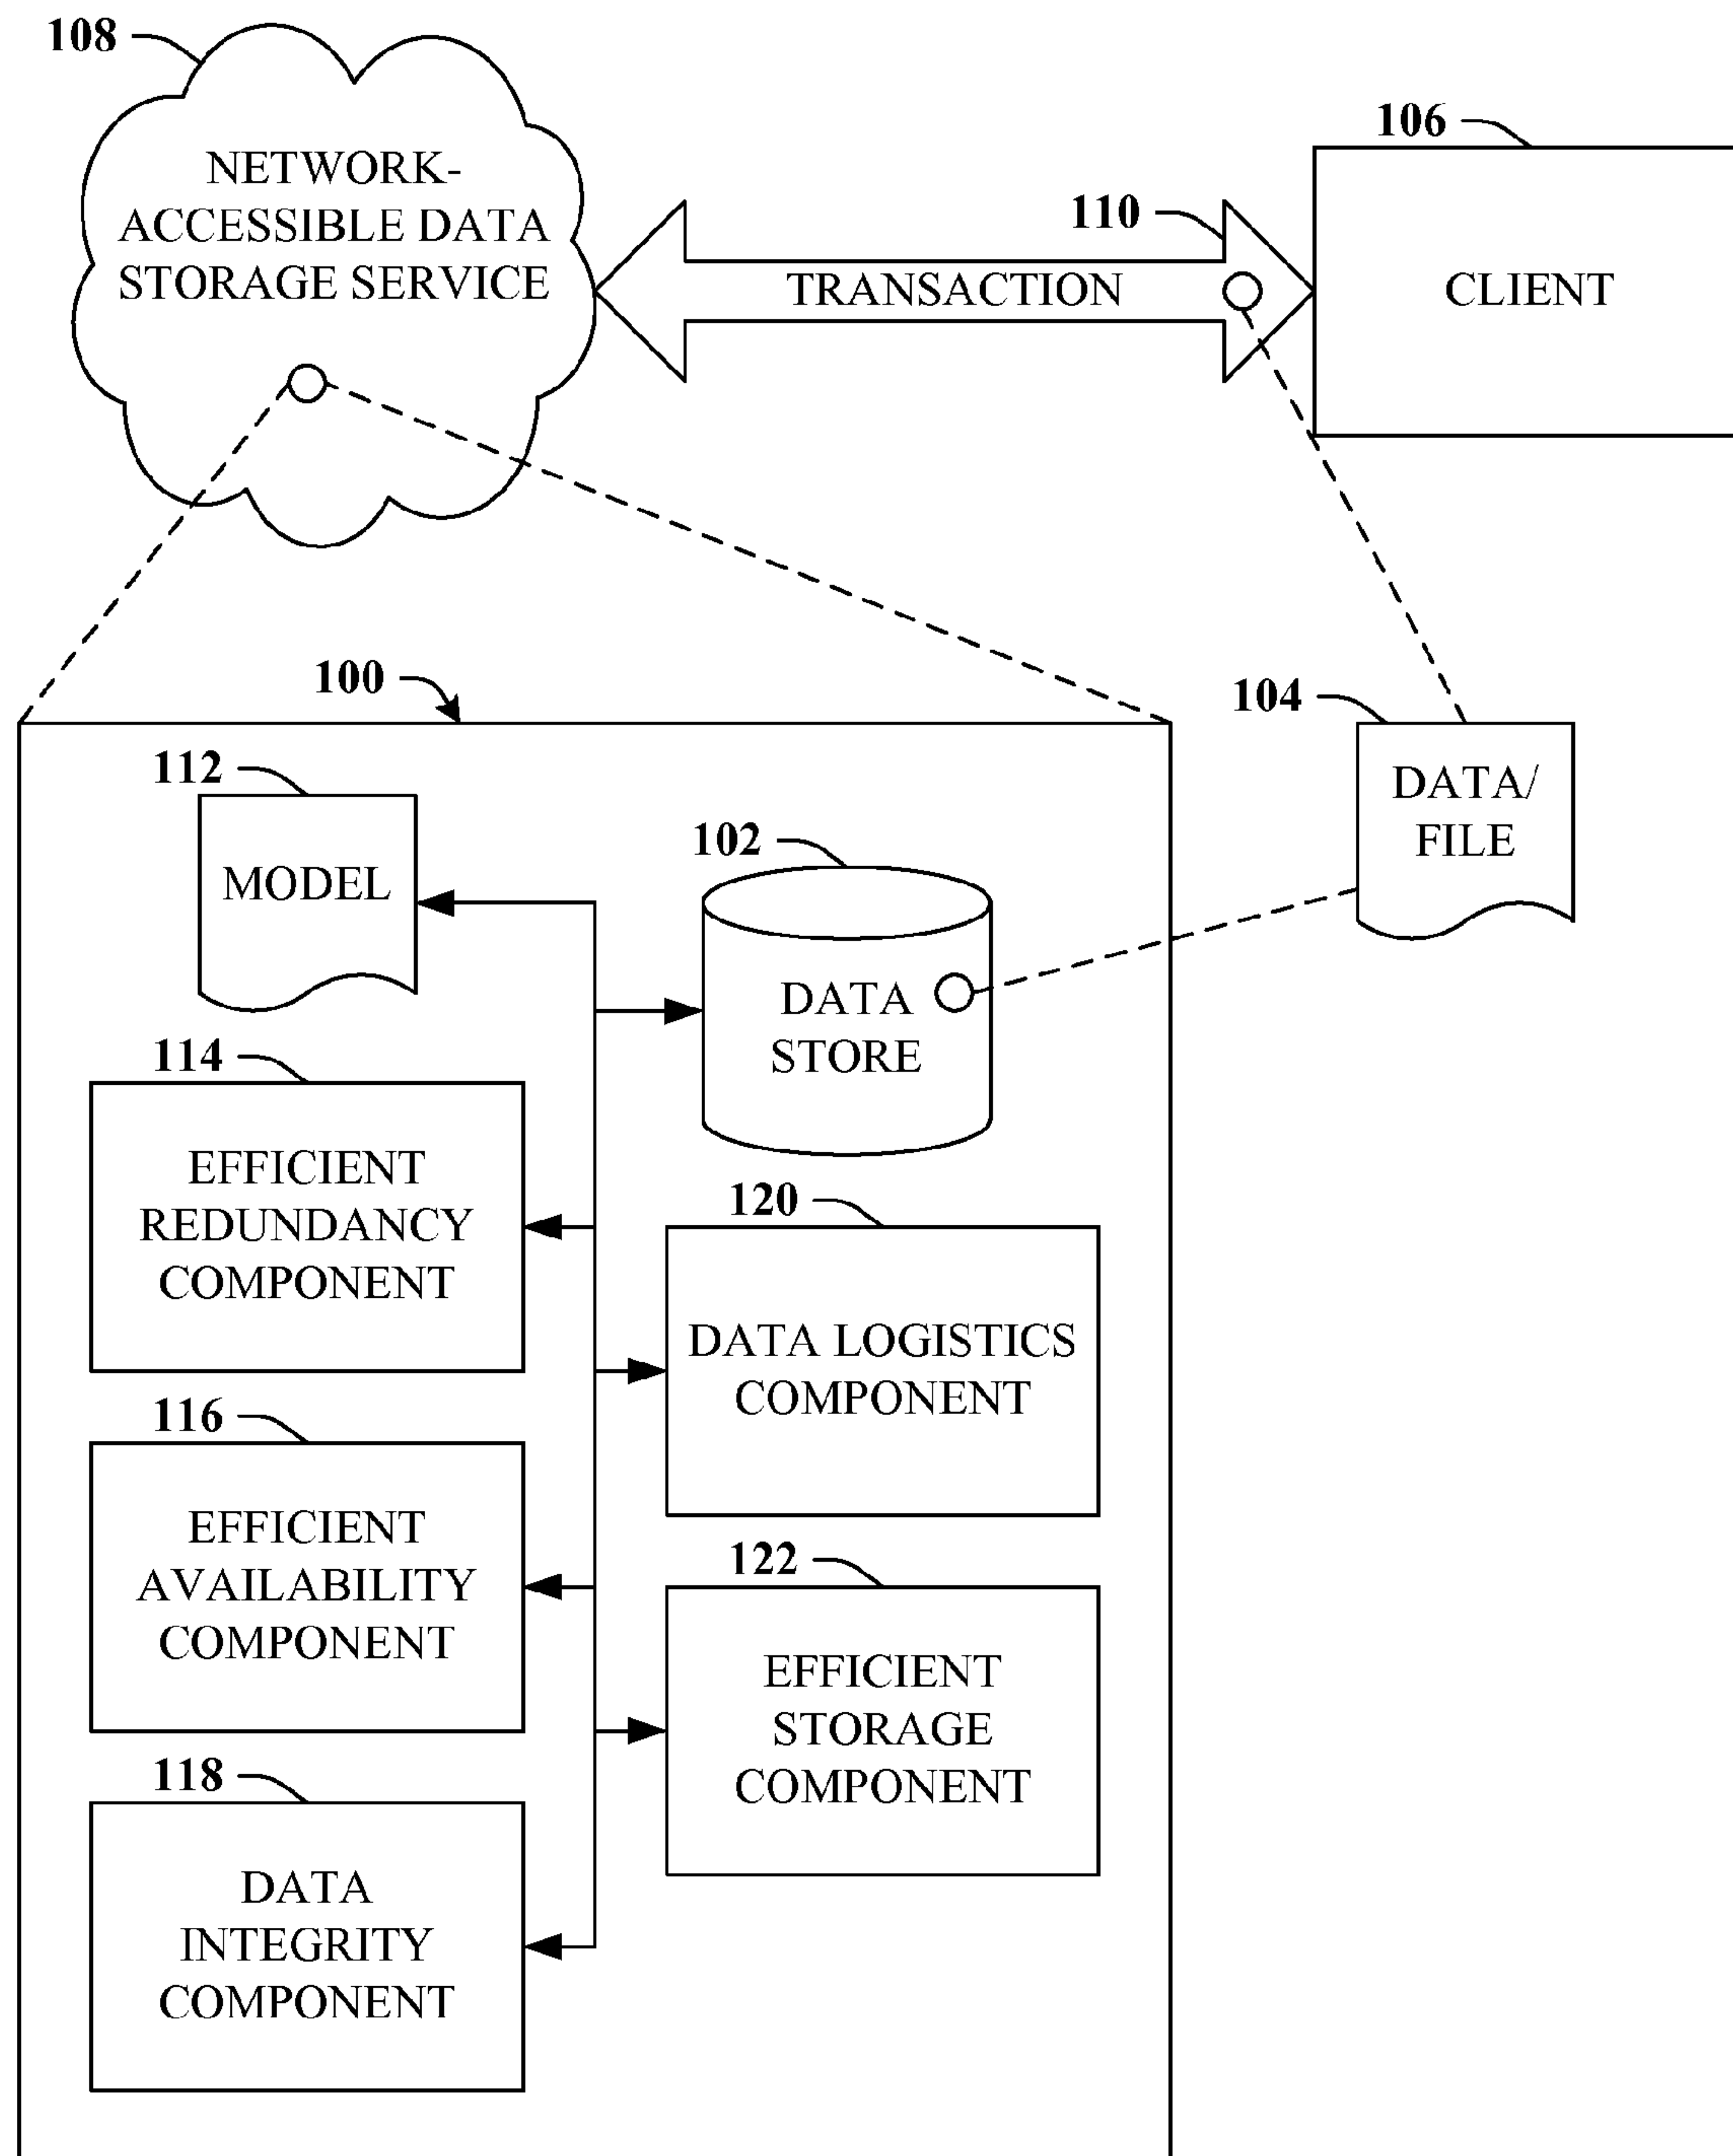 108
NETWORK-
ACCESSIBLE DATA
STORAGE SERVICE
106
110
TRANSACTION
CLIENT
100
104
DATA/
FILE
112
MODEL
102
DATA
STORE
114
EFFICIENT
REDUNDANCY
COMPONENT
120
DATA LOGISTICS
COMPONENT
116
EFFICIENT
AVAILABILITY
COMPONENT
122
EFFICIENT
STORAGE
COMPONENT
118
DATA
INTEGRITY
COMPONENT